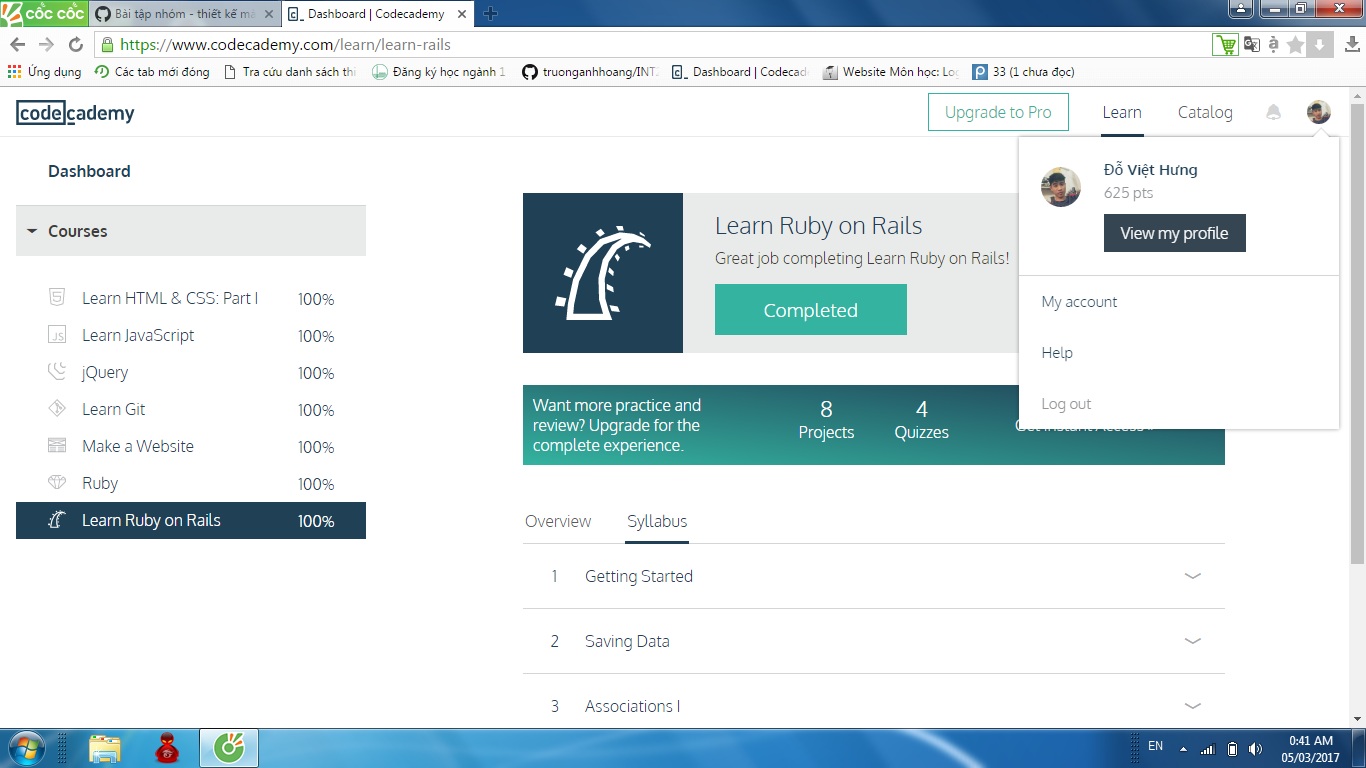 cốc cốc
Bài tập nhóm - thiết kế mà
Dashboard | Codecademy
https://www.codecademy.com/learn/learn-rails
Ứng dụng
Các tab mới đóng
Tra cứu danh sách thi
Đăng ký học ngành 1
truonganhhoang/INT2
Dashboard | Codecade
Website Môn học: Log
33 (1 chưa đọc)
codecademy
Upgrade to Pro
Learn
Catalog
Dashboard
Đỗ Việt Hưng
625 pts
View my profile
My account
Help
Log out
Courses
Learn HTML & CSS: Part I 100%
Learn JavaScript 100%
jQuery 100%
Learn Git 100%
Make a Website 100%
Ruby 100%
Learn Ruby on Rails 100%
Learn Ruby on Rails
Great job completing Learn Ruby on Rails!
Completed
Want more practice and
review? Upgrade for the
complete experience.
8
Projects
4
Quizzes
Get Instant Access »
Overview
Syllabus
1 Getting Started
2 Saving Data
3 Associations I
EN
0:41 AM
05/03/2017